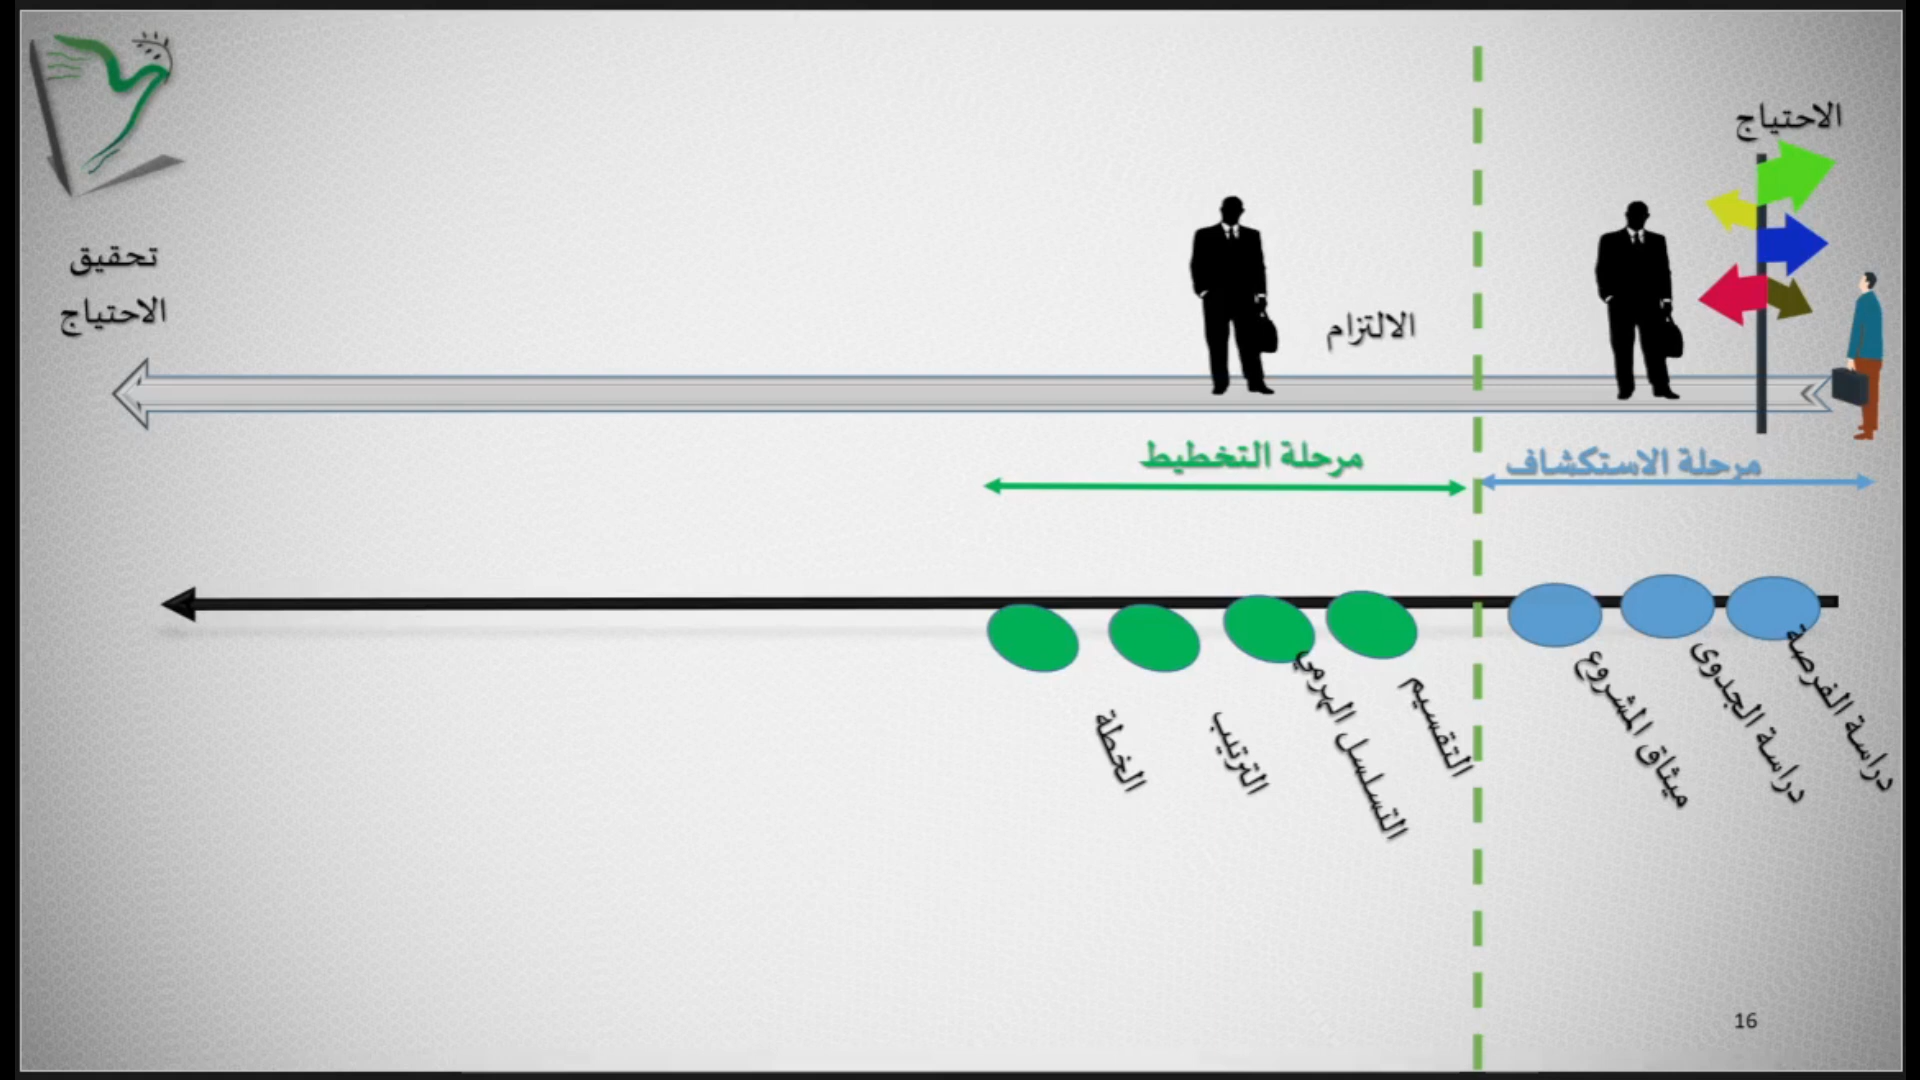 الاحتياج
تحقيق
الاحتياج
الالتزام
مرحلة الاستكشاف
مرحلة التخطيط
دراسة الفرصة
دراسة الجدوى
ميثاق المشروع
التقسيم
التسلسل الهرمي
الترتيب
الخطة
16